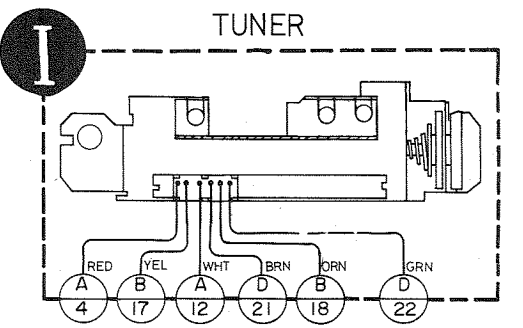 TUNER
I
RED YEL WHT BRN ORN GRN
A B A D B D
4 17 12 21 18 22